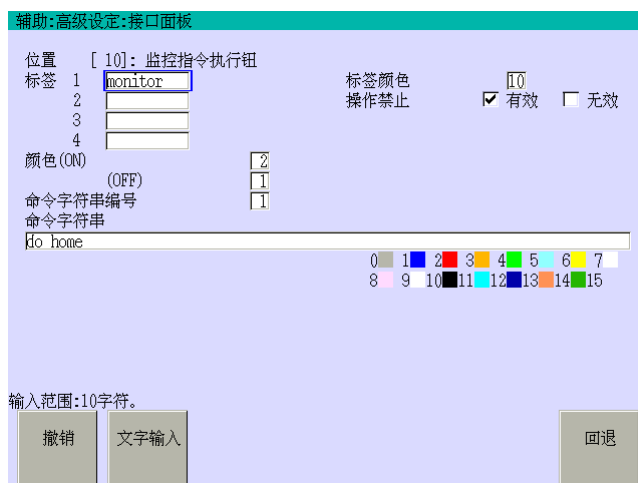 辅助:高级设定:接口面板
位置 [ 10]: 监控指令执行钮
标签 1 monitor 标签颜色 10
2 操作禁止 有效 无效
3
4
颜色(ON) 2
(OFF) 1
命令字符串编号 1
命令字符串
do home
0 1 2 3 4 5 6 7
8 9 10 11 12 13 14 15
输入范围:10字符。
撤销 文字输入 回退